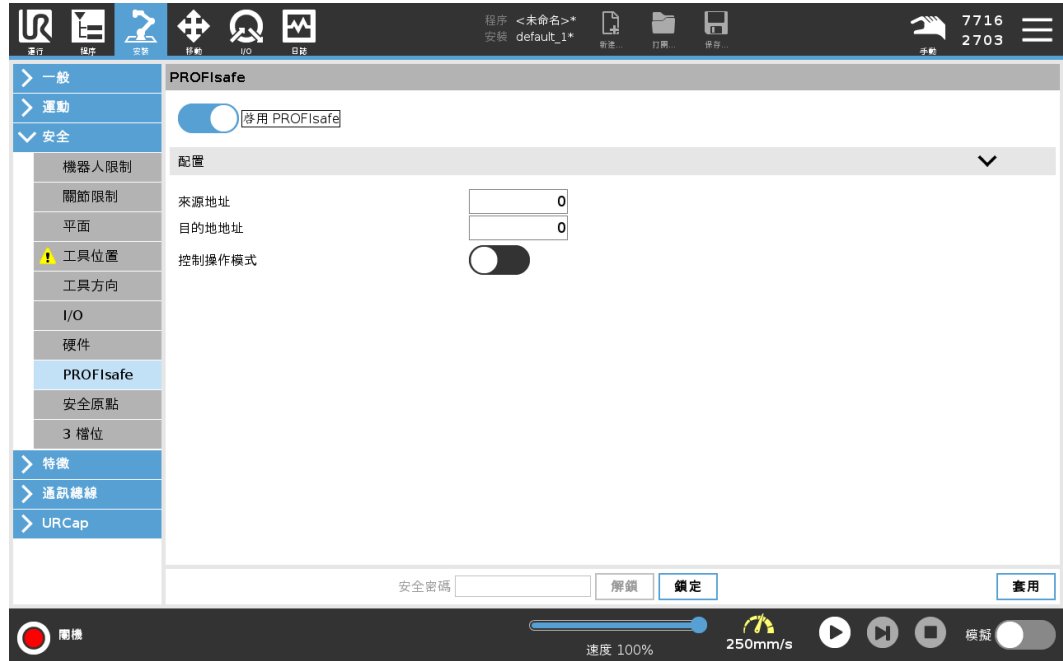 UR
運行
程序
安裝
移動
I/O
日誌
程序 <未命名>*
安裝 default_1*
新建...
打開...
保存...
手動
7716
2703
一般
運動
安全
機器人限制
關節限制
平面
工具位置
工具方向
I/O
硬件
PROFIsafe
安全原點
3 檔位
特徵
通訊總線
URCap
PROFIsafe
啓用 PROFIsafe
配置
來源地址 0
目的地地址 0
控制操作模式
安全密碼 解鎖 鎖定 套用
關機
速度 100%
250mm/s
模擬